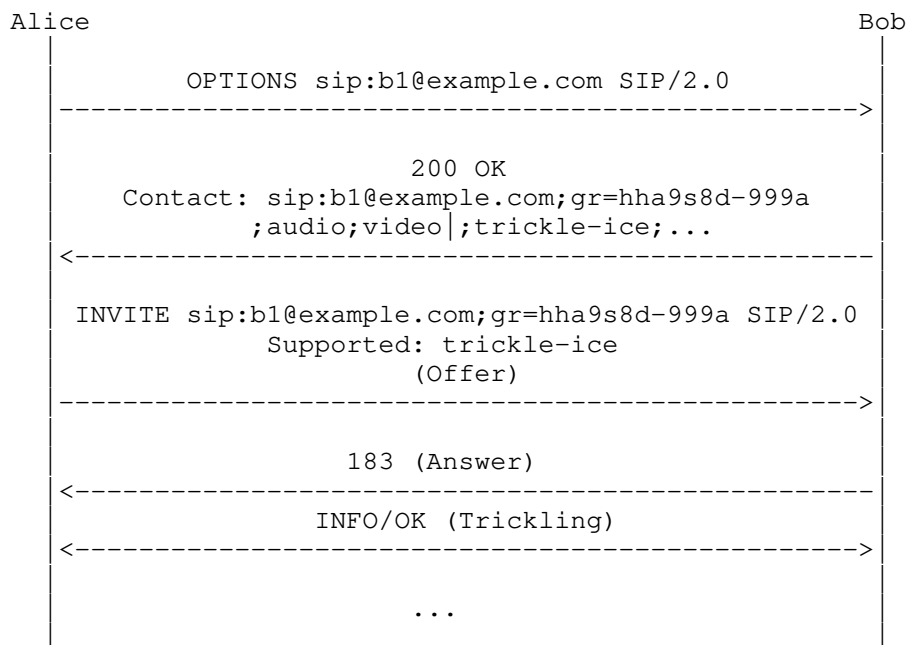 Alice Bob
OPTIONS sip:b1@example.com SIP/2.0
200 OK
Contact: sip:b1@example.com;gr=hha9s8d-999a
;audio;video|;trickle-ice;...
INVITE sip:b1@example.com;gr=hha9s8d-999a SIP/2.0
Supported: trickle-ice
(Offer)
183 (Answer)
INFO/OK (Trickling)
...